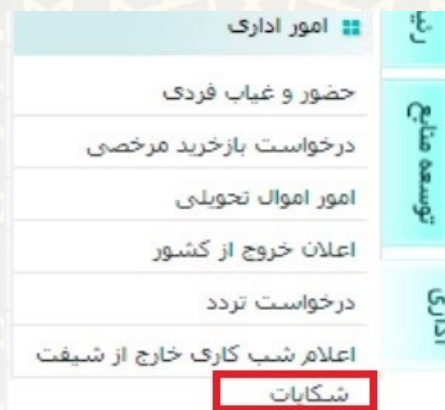 امور اداری
حضور و غیاب فردی
درخواست بازخرید مرخصی
امور اموال تحویلی
اعلان خروج از کشور
درخواست تردد
اعلام شب کاری خارج از شیفت
شکایات
توسعه منابع
اداری